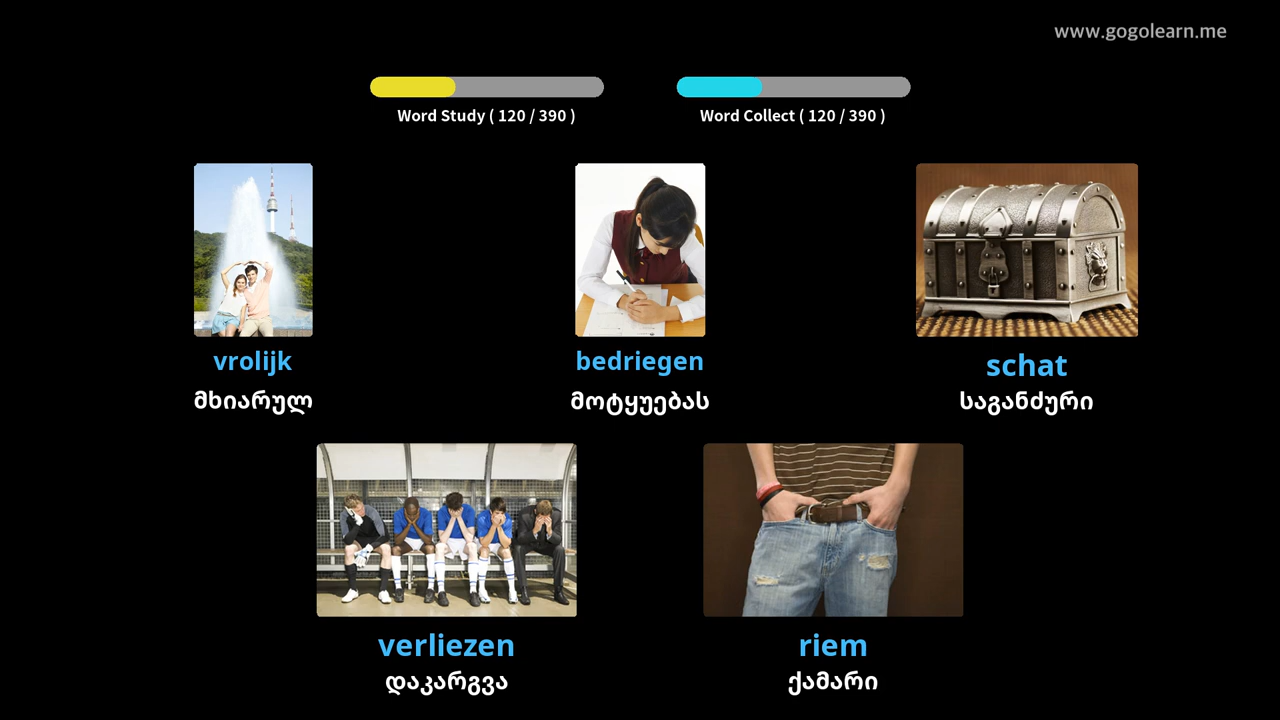 www.gogolearn.me
Word Study ( 120 / 390 )
Word Collect ( 120 / 390 )
vrolijk
bedriegen
schat
მხიარულ
მოტყუებას
საგანძური
verliezen
riem
დაკარგვა
ქამარი